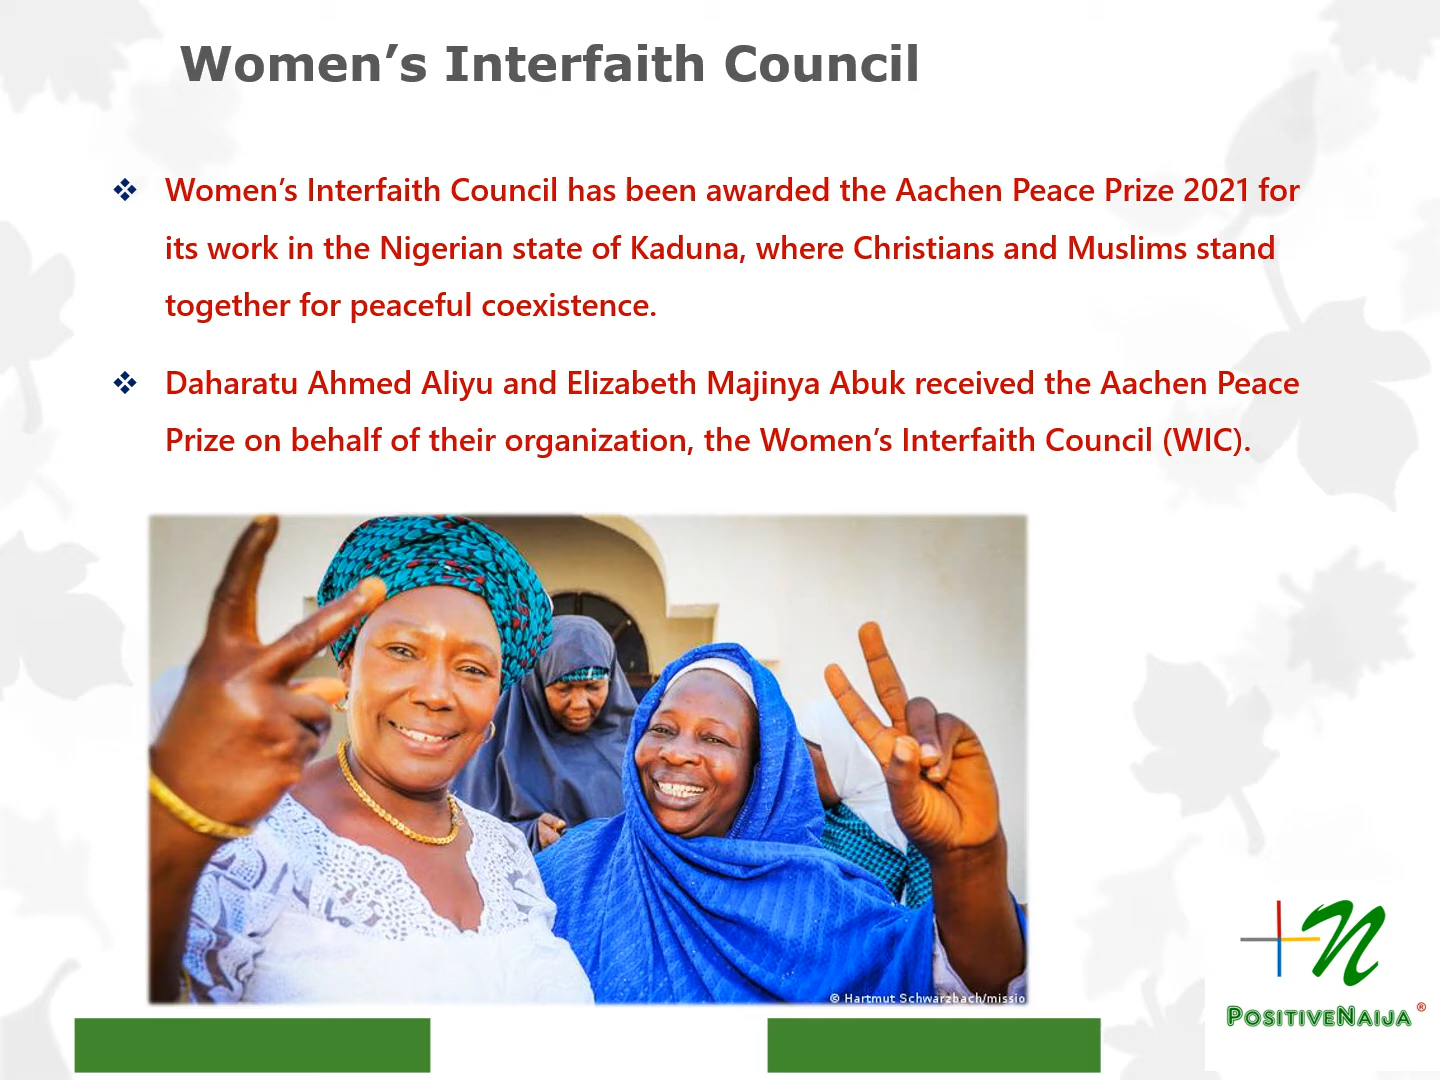 Women’s Interfaith Council
❖ Women’s Interfaith Council has been awarded the Aachen Peace Prize 2021 for
its work in the Nigerian state of Kaduna, where Christians and Muslims stand
together for peaceful coexistence.
❖ Daharatu Ahmed Aliyu and Elizabeth Majinya Abuk received the Aachen Peace
Prize on behalf of their organization, the Women’s Interfaith Council (WIC).
© Hartmut Schwarzbach/missio
+N
POSITIVENAIJA®